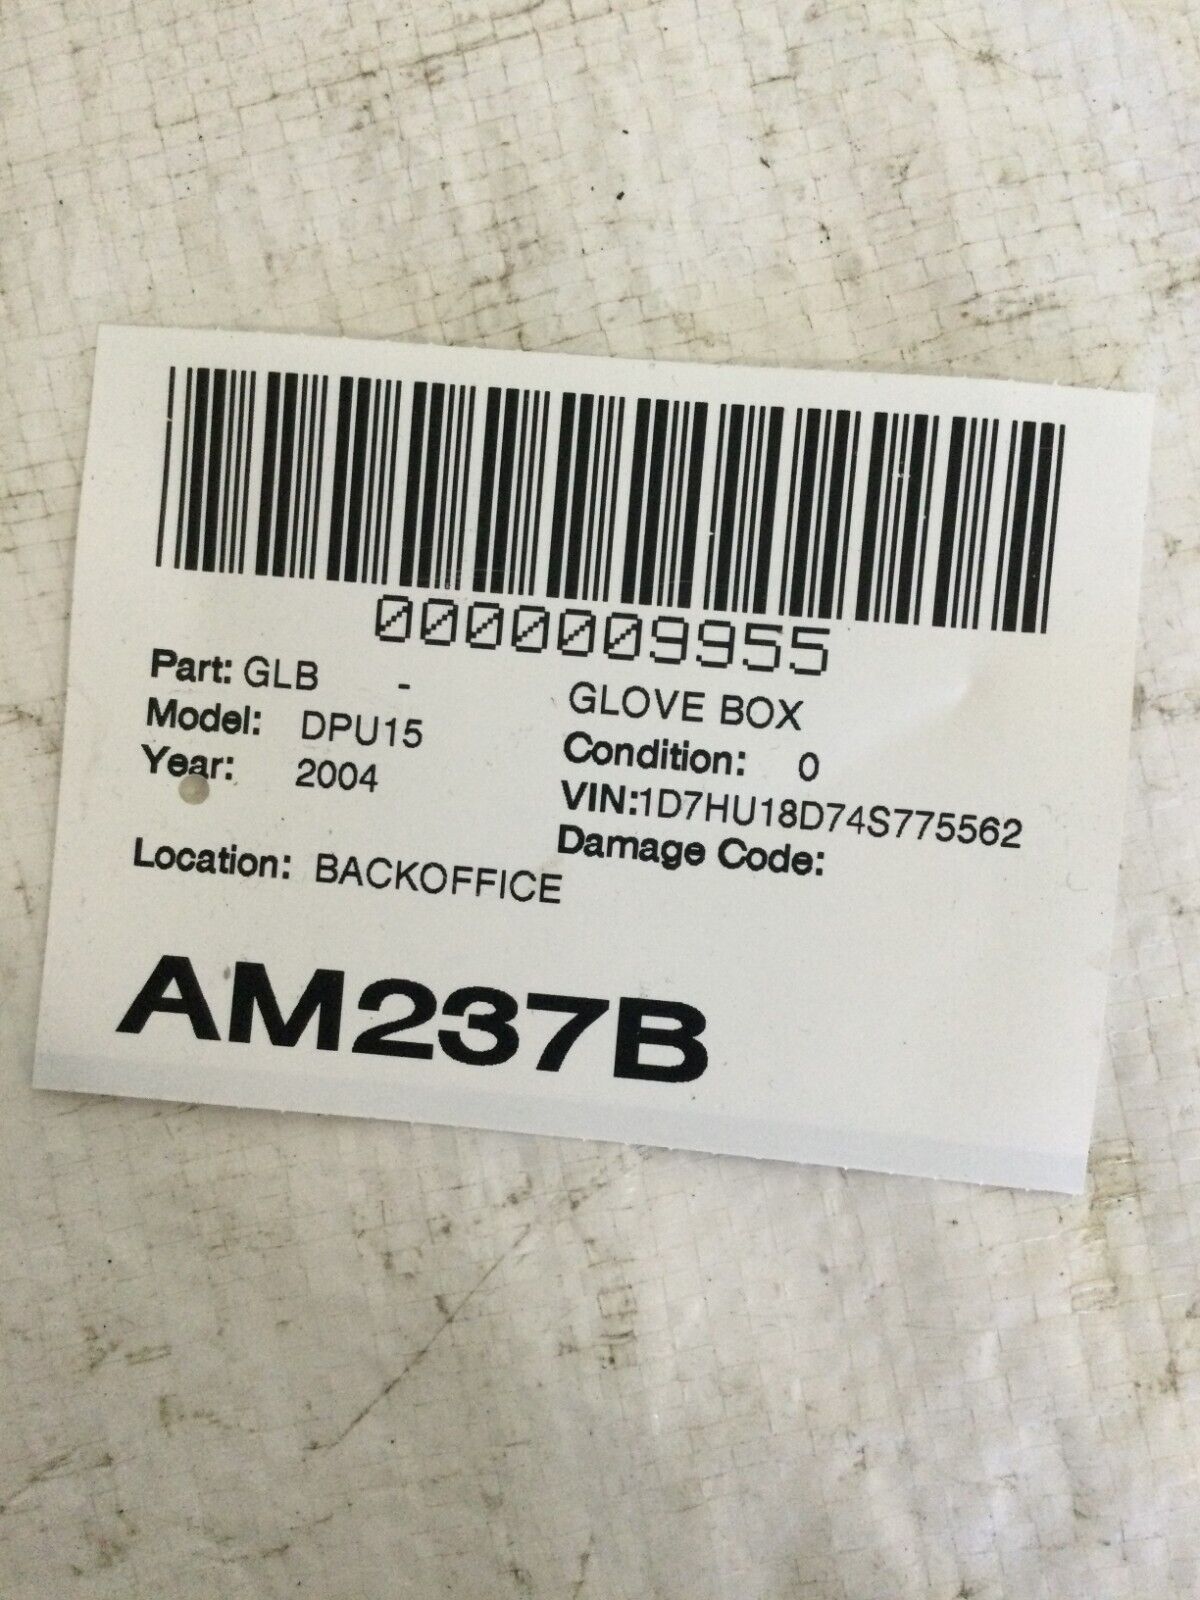 0000009955
Part: GLB - GLOVE BOX
Model: DPU15 Condition: 0
Year: 2004 VIN:1D7HU18D74S775562
Damage Code:
Location: BACKOFFICE
AM237B